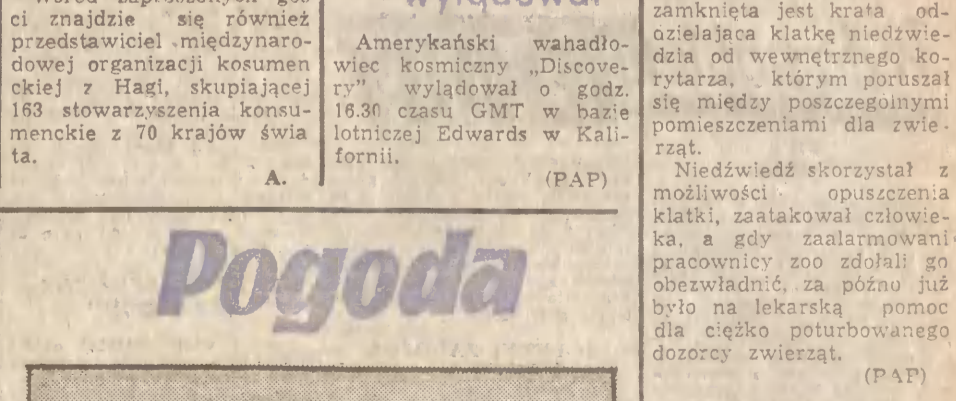 ci znajdzie się również
przedstawiciel międzynaro-
dowej organizacji kosumen
ckiej z Hagi, skupiającej
163 stowarzyszenia konsu-
menckie z 70 krajów świa
ta.
A.
wylądował
Amerykański wahadło-
wiec kosmiczny „Discove-
ry" wylądował o godz.
16.30 czasu GMT w bazie
lotniczej Edwards w Kali-
fornii.
(PAP)
zamknięta jest krata od-
dzielająca klatkę niedźwie-
dzia od wewnętrznego ko-
rytarza, którym poruszał
się między poszczególnymi
pomieszczeniami dla zwie-
rząt.
Niedźwiedź skorzystał z
możliwości opuszczenia
klatki, zaatakował człowie-
ka, a gdy zaalarmowani
pracownicy zoo zdołali go
obezwładnić, za późno już
było na lekarską pomoc
dla ciężko poturbowanego
dozorcy zwierząt.
(PAP)
Pogoda